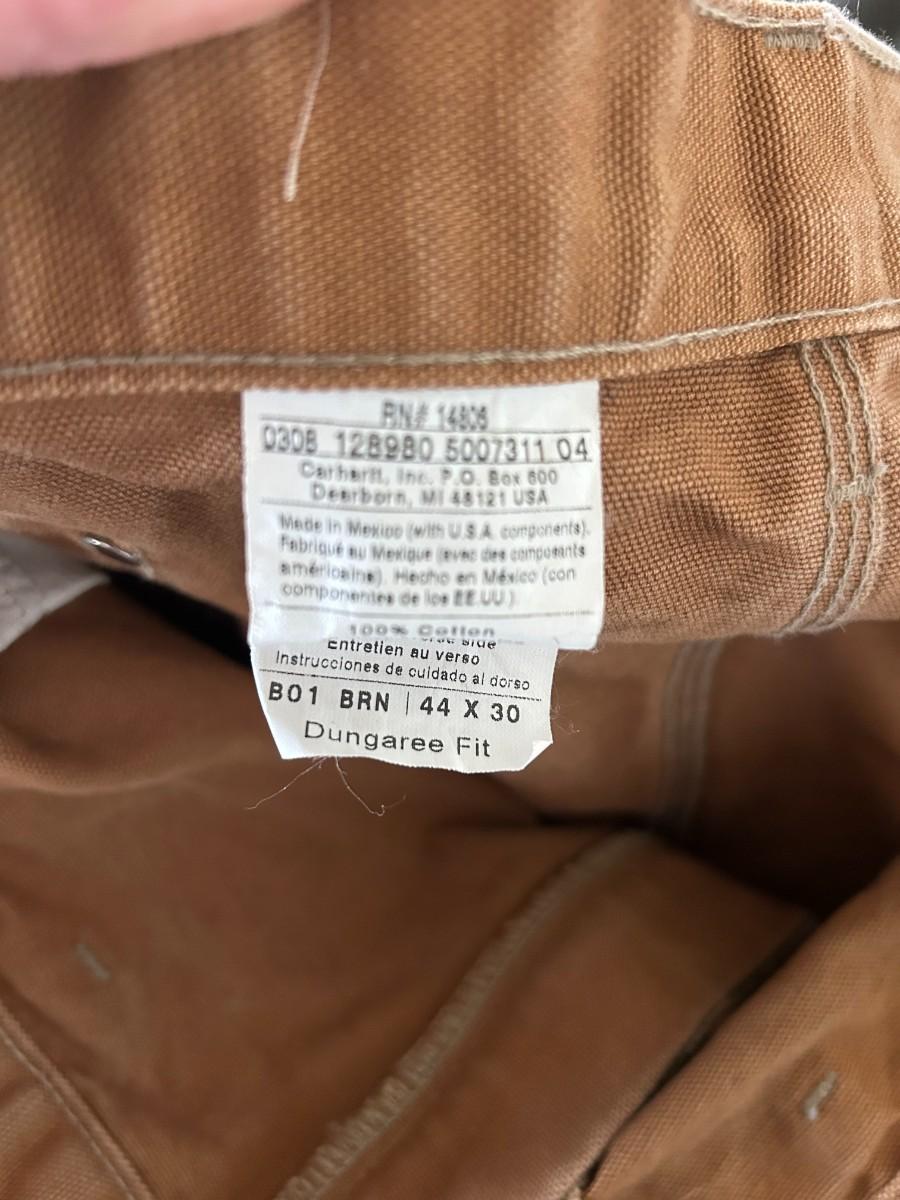 RN# 14806
0308 128980 5007311 04
Carhartt, Inc. P.O. Box 600
Dearborn, MI 48121 USA
Made in Mexico (with U.S.A. components).
Fabriqué au Mexique (avec des composants
américains). Hecho en México (con
componentes de los EE.UU.)
100% Cotton
side
Entretien au verso
Instrucciones de cuidado al dorso
B01 BRN | 44 X 30
Dungaree Fit